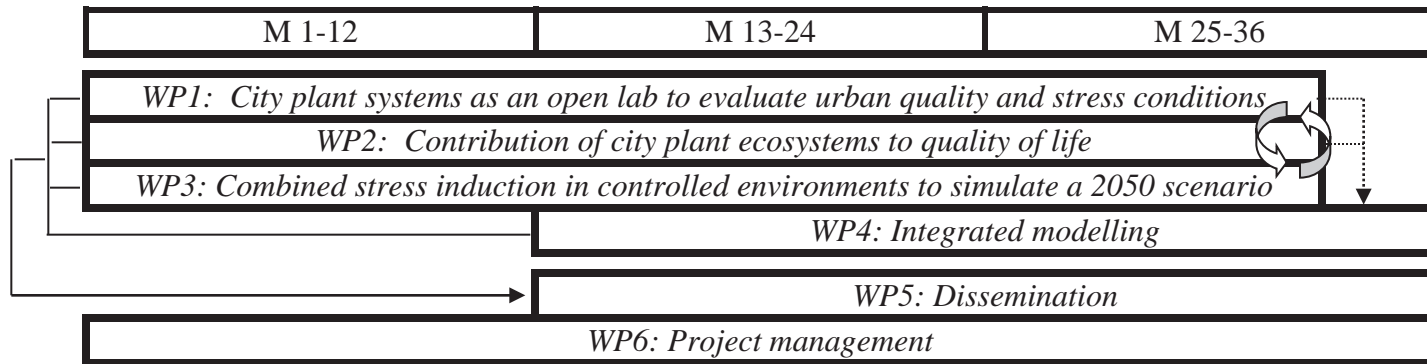 M 1-12 M 13-24 M 25-36
WP1: City plant systems as an open lab to evaluate urban quality and stress conditions
WP2: Contribution of city plant ecosystems to quality of life
WP3: Combined stress induction in controlled environments to simulate a 2050 scenario
WP4: Integrated modelling
WP5: Dissemination
WP6: Project management